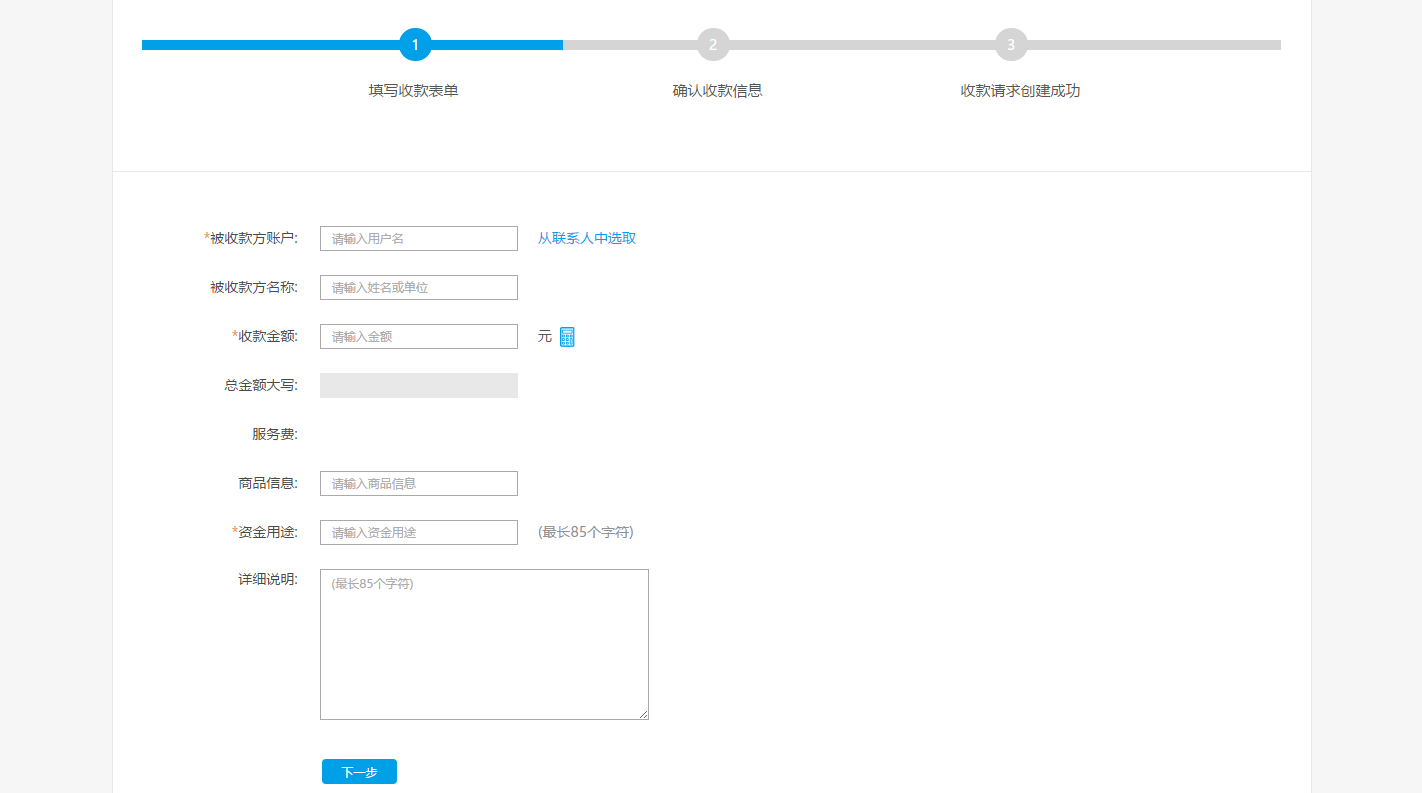 1 2 3
填写收款表单 确认收款信息 收款请求创建成功
*被收款方账户: 请输入用户名 从联系人中选取
被收款方名称: 请输入姓名或单位
*收款金额: 请输入金额 元
总金额大写:
服务费:
商品信息: 请输入商品信息
*资金用途: 请输入资金用途 (最长85个字符)
详细说明: (最长85个字符)
下一步